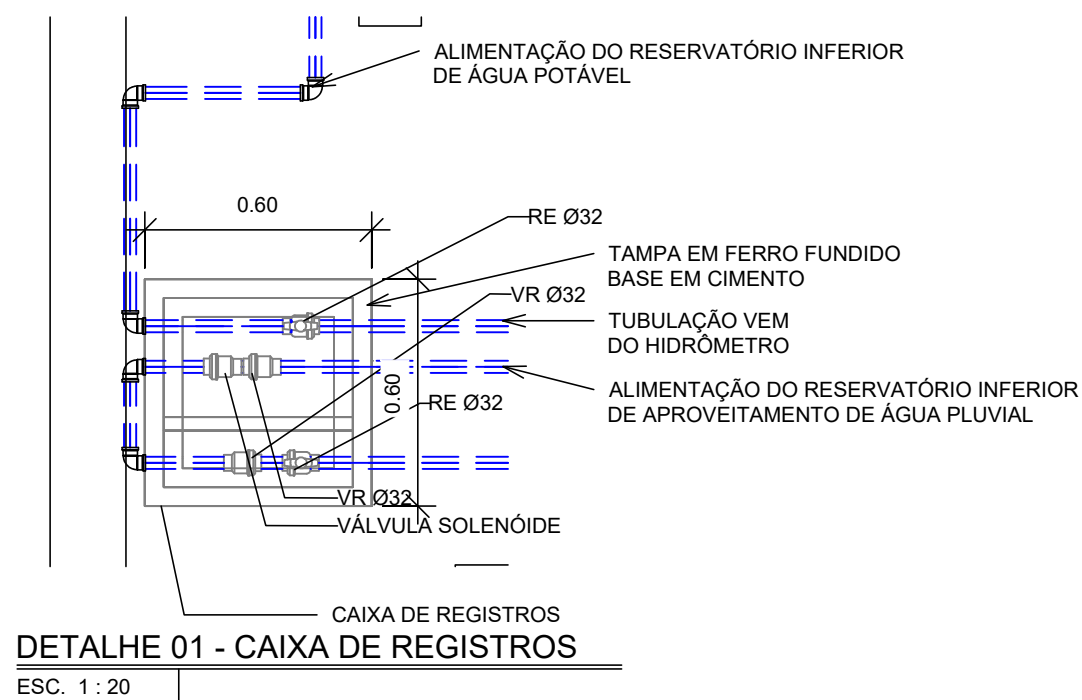 ALIMENTAÇÃO DO RESERVATÓRIO INFERIOR
DE ÁGUA POTÁVEL
0.60
RE Ø32
TAMPA EM FERRO FUNDIDO
BASE EM CIMENTO
VR Ø32
TUBULAÇÃO VEM
DO HIDRÔMETRO
ALIMENTAÇÃO DO RESERVATÓRIO INFERIOR
DE APROVEITAMENTO DE ÁGUA PLUVIAL
0.60
RE Ø32
VR Ø32
VÁLVULA SOLENÓIDE
CAIXA DE REGISTROS
DETALHE 01 - CAIXA DE REGISTROS
ESC. 1 : 20